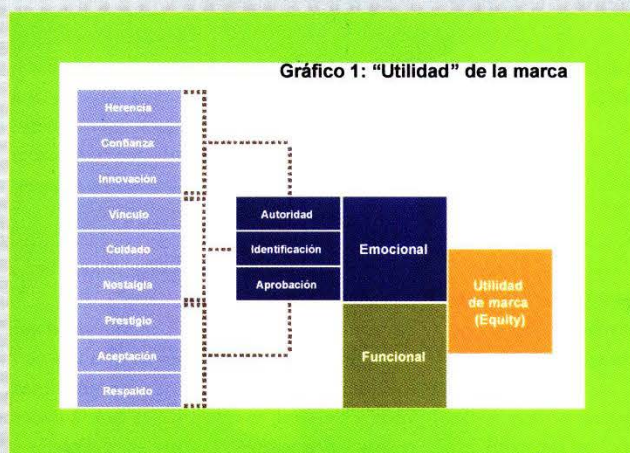 Gráfico 1: “Utilidad” de la marca
Herencia
Confianza
Innovación
Vínculo
Cuidado
Nostalgia
Prestigio
Aceptación
Respaldo
Autoridad
Identificación
Aprobación
Emocional
Funcional
Utilidad
de marca
(Equity)